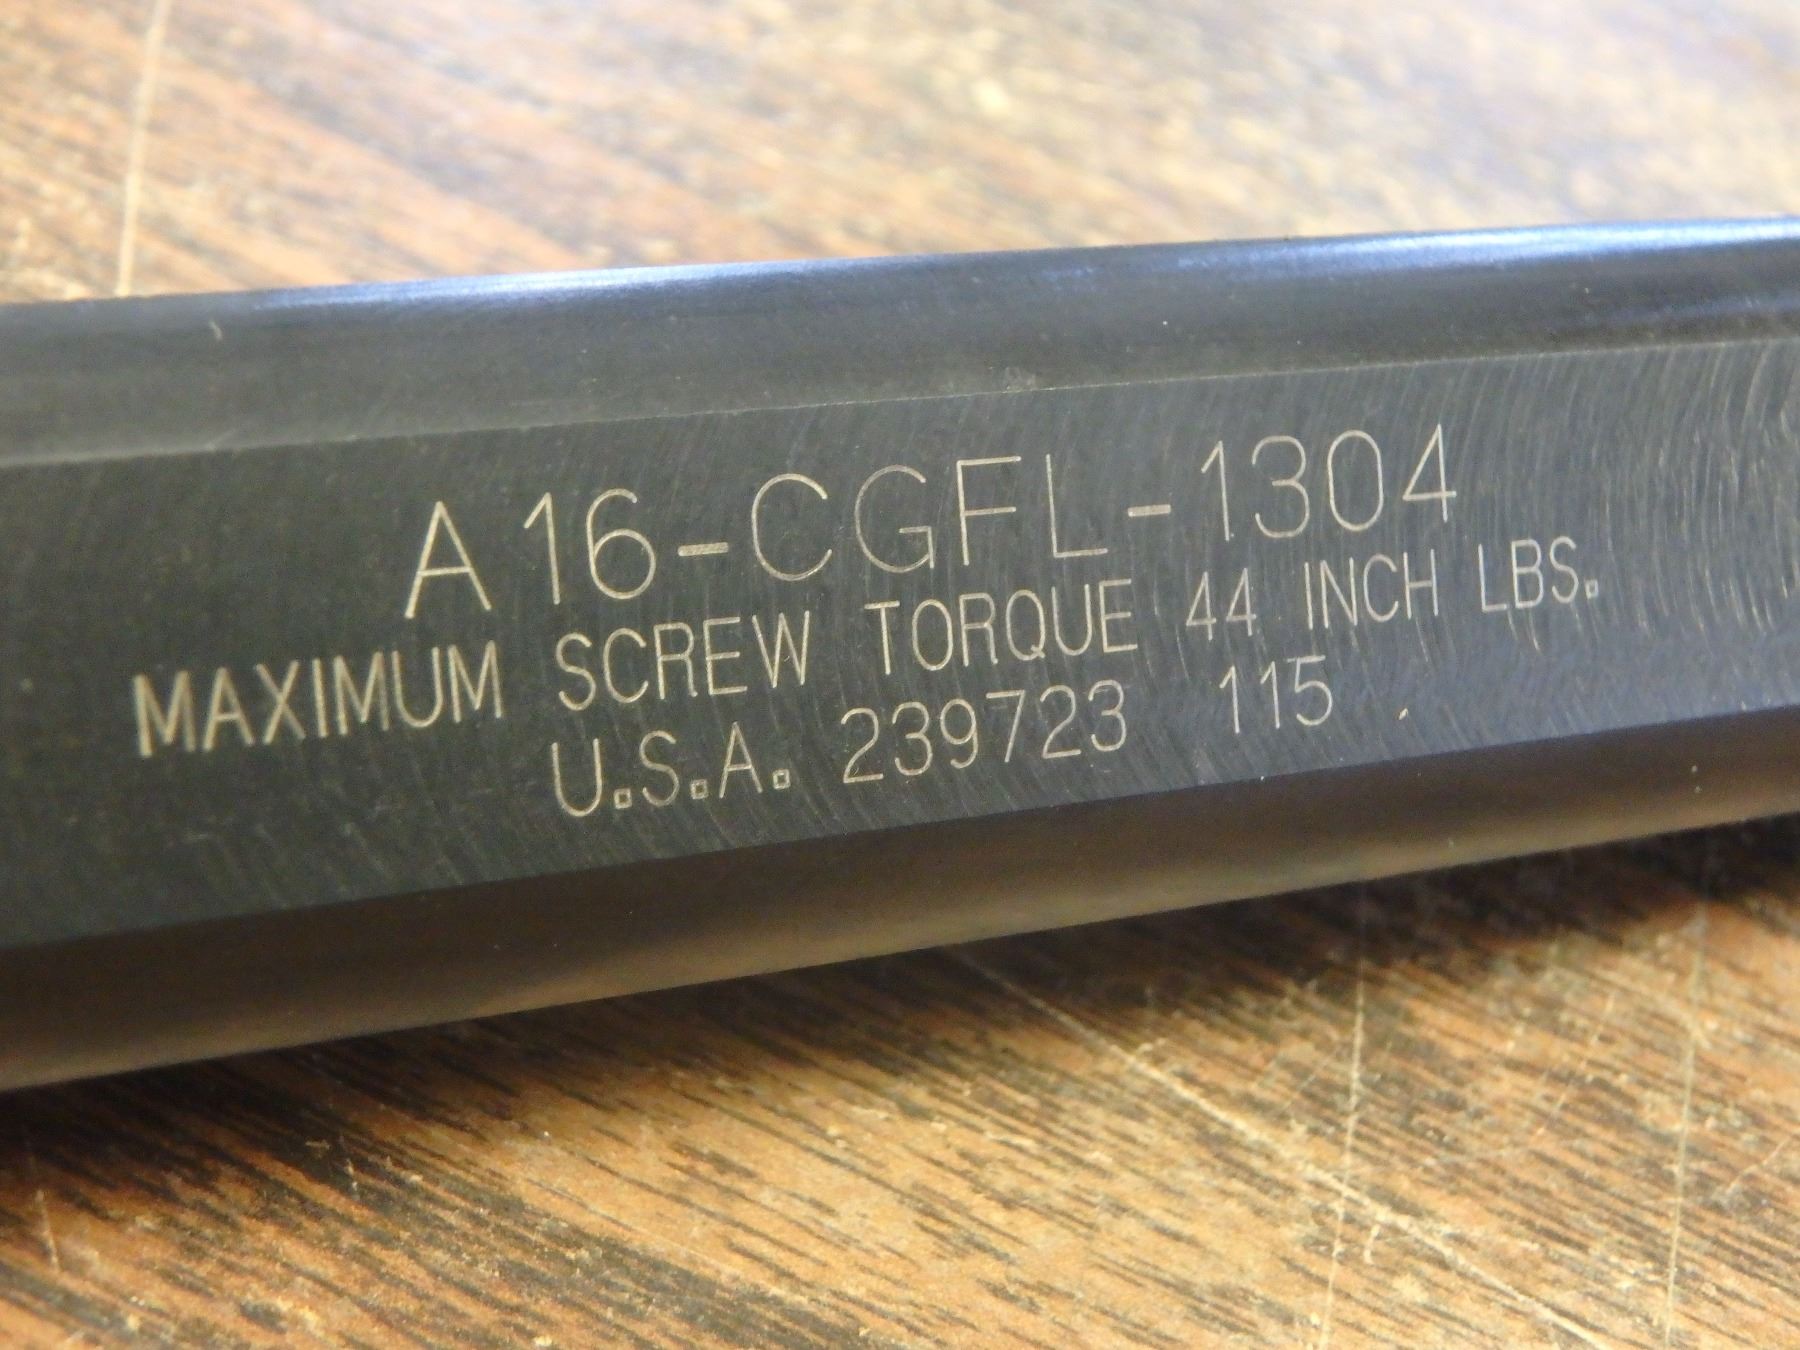 A16-CGFL-1304
MAXIMUM SCREW TORQUE 44 INCH LBS.
U.S.A. 239723 115